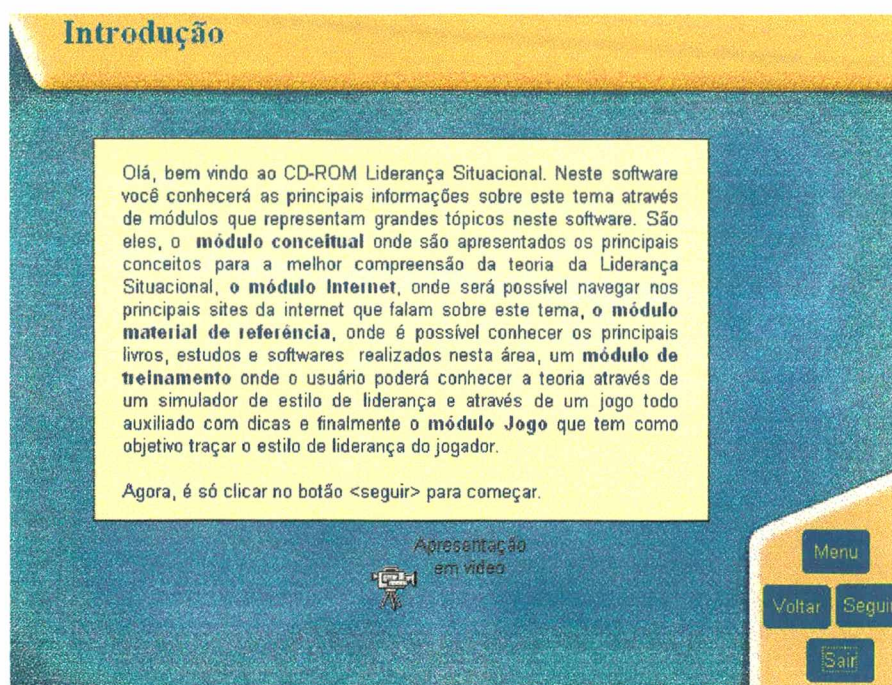 Introdução
Olá, bem vindo ao CD-ROM Liderança Situacional. Neste software
você conhecerá as principais informações sobre este tema através
de módulos que representam grandes tópicos neste software. São
eles, o módulo conceitual onde são apresentados os principais
conceitos para a melhor compreensão da teoria da Liderança
Situacional, o módulo Internet, onde será possível navegar nos
principais sites da internet que falam sobre este tema, o módulo
material de referência, onde é possível conhecer os principais
livros, estudos e softwares realizados nesta área, um módulo de
treinamento onde o usuário poderá conhecer a teoria através de
um simulador de estilo de liderança e através de um jogo todo
auxiliado com dicas e finalmente o módulo Jogo que tem como
objetivo traçar o estilo de liderança do jogador.
Agora, é só clicar no botão <seguir> para começar.
Apresentação
em vídeo
Menu
Voltar Seguir
Sair